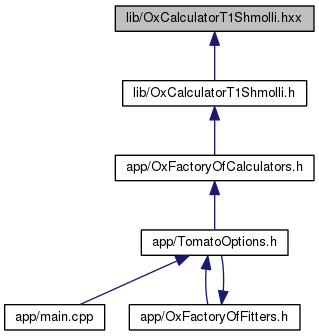 lib/OxCalculatorT1Shmolli.hxx
lib/OxCalculatorT1Shmolli.h
app/OxFactoryOfCalculators.h
app/TomatoOptions.h
app/main.cpp
app/OxFactoryOfFitters.h